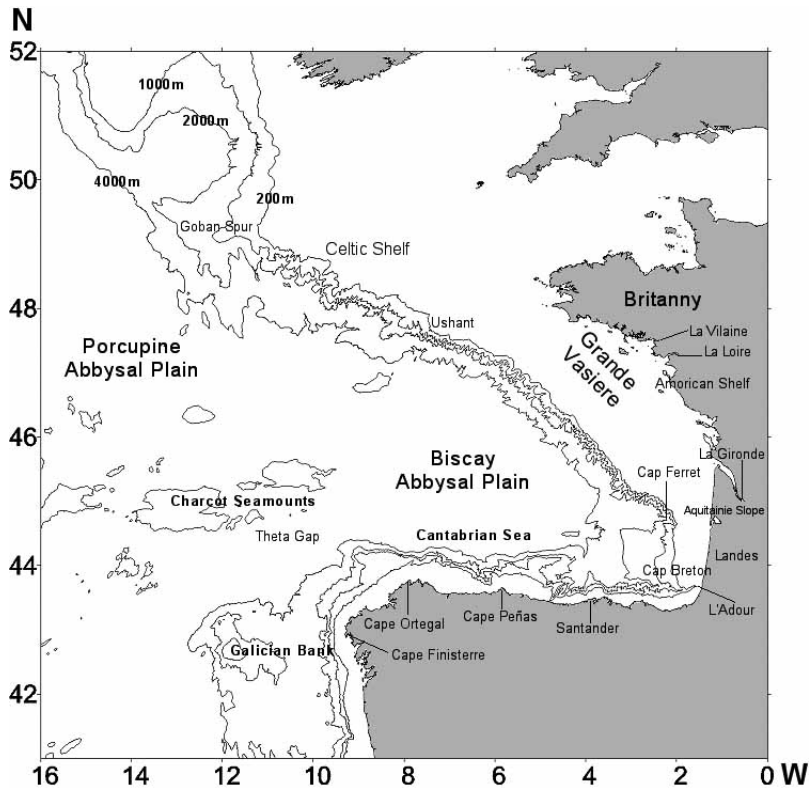 N
52
1000m
2000m
50
4000m
200m
Goban Spur
Celtic Shelf
48
Britanny
Ushant
La Vilaine
Porcupine
Abyssal Plain
Grande
Vasiere
La Loire
Amorican Shelf
46
Biscay
Abyssal Plain
La Gironde
Cap Ferret
Charcot Seamounts
Aquitainie Slope
Theta Gap
Cantabrian Sea
44
Landes
Cap Breton
L'Adour
Cape Ortegal
Cape Peñas
Santander
Galician Bank
Cape Finisterre
42
16 14 12 10 8 6 4 2 0 W